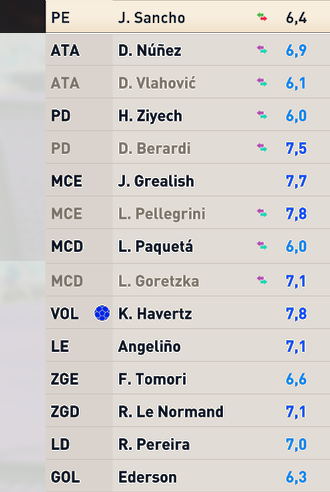 PE J. Sancho 6,4
ATA D. Núñez 6,9
ATA D. Vlahović 6,1
PD H. Ziyech 6,0
PD D. Berardi 7,5
MCE J. Grealish 7,7
MCE L. Pellegrini 7,8
MCD L. Paquetá 6,0
MCD L. Goretzka 7,1
VOL K. Havertz 7,8
LE Angeliño 7,1
ZGE F. Tomori 6,6
ZGD R. Le Normand 7,1
LD R. Pereira 7,0
GOL Ederson 6,3